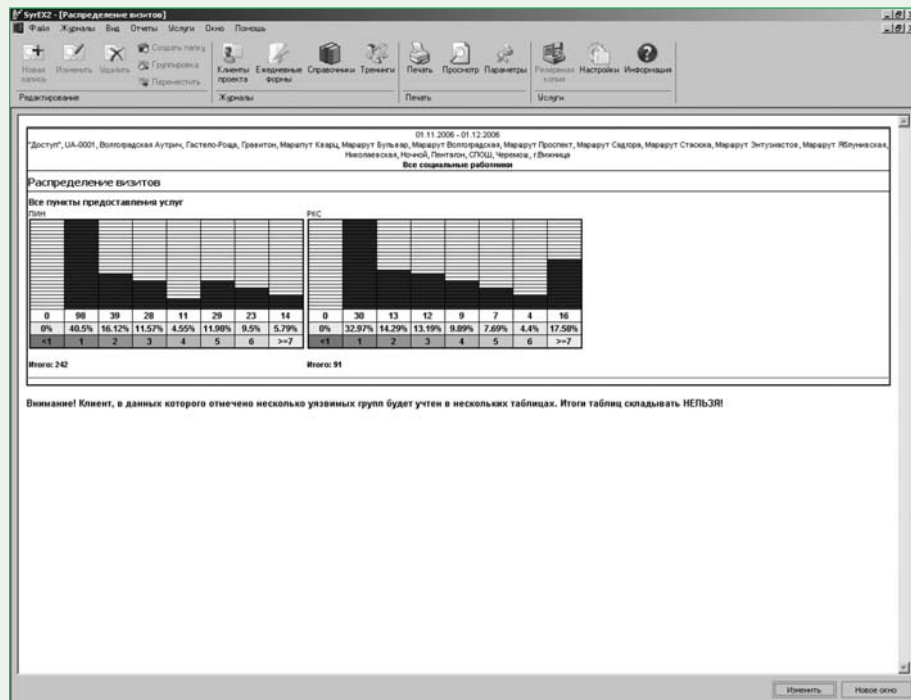 SyrEX2 - [Распределение визитов]
Файл Журналы Вид Отчеты Услуги Окно Помощь
Новая запись Изменить Удалить Создать папку Группировка Переместить Клиенты проекта Ежедневные формы Справочники Тренинги Печать Просмотр Параметры Резервная копия Настройки Информация
Редактирование Журналы Печать Услуги
01.11.2006 - 01.12.2006
"Доступ", UA-0001, Волгоградская Аутрич, Гастело-Роща, Гравитон, Маршрут Кварц, Маршрут Бульвар, Маршрут Волгоградская, Маршрут Проспект, Маршрут Садгора, Маршрут Стасюка, Маршрут Энтузиастов, Маршрут Яблунивская,
Николаевская, Ночной, Пентагон, СПОШ, Черемош, г.Вижница
Все социальные работники
Распределение визитов
Все пункты предоставления услуг
ПИН РКС
0 98 39 28 11 29 23 14 0 30 13 12 9 7 4 16
0% 40.5% 16.12% 11.57% 4.55% 11.98% 9.5% 5.79% 0% 32.97% 14.29% 13.19% 9.89% 7.69% 4.4% 17.58%
<1 1 2 3 4 5 6 >=7 <1 1 2 3 4 5 6 >=7
Итого: 242 Итого: 91
Внимание! Клиент, в данных которого отмечено несколько уязвимых групп будет учтен в нескольких таблицах. Итоги таблиц складывать НЕЛЬЗЯ!
Изменить Новое окно